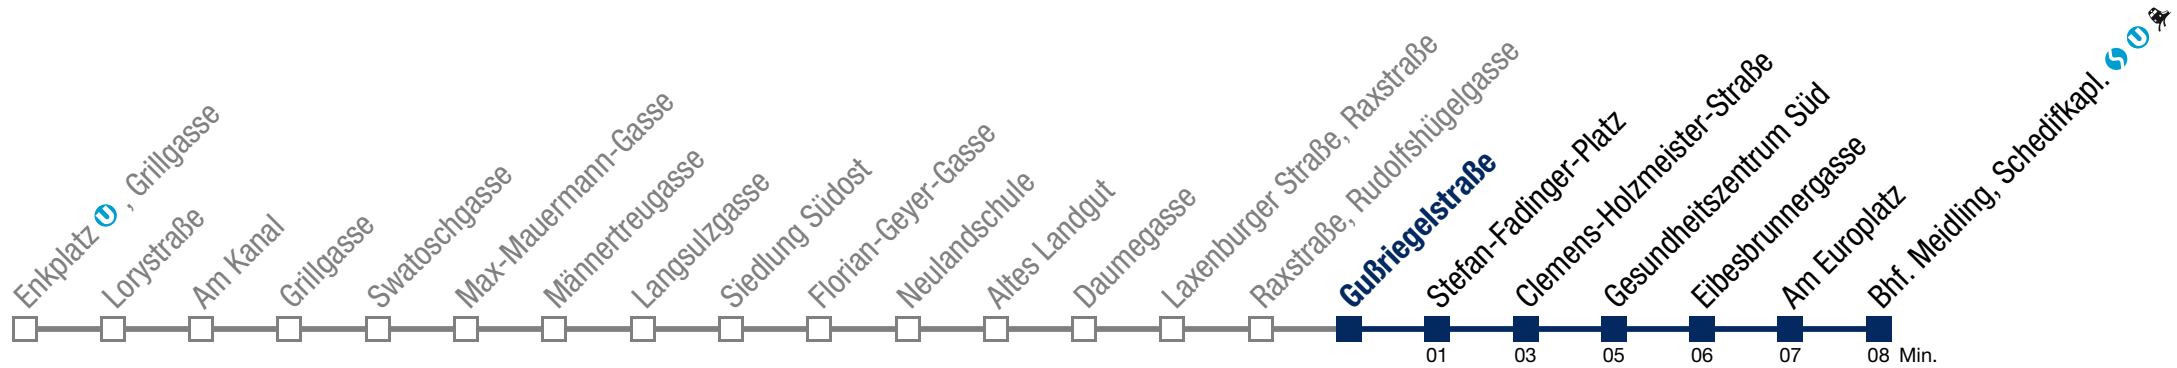 Enkplatz U, Grillgasse
Lorystraße
Am Kanal
Grillgasse
Swatoschgasse
Max-Mauermann-Gasse
Männertreugasse
Langsulzgasse
Siedlung Südost
Florian-Geyer-Gasse
Neulandschule
Altes Landgut
Daumegasse
Laxenburger Straße, Raxstraße
Raxstraße, Rudolfshügelgasse
Gußriegelstraße
Stefan-Fadinger-Platz
Clemens-Holzmeister-Straße
Gesundheitszentrum Süd
Eibesbrunnergasse
Am Europlatz
Bhf. Meidling, Schedifkapl. S U
01 03 05 06 07 08 Min.